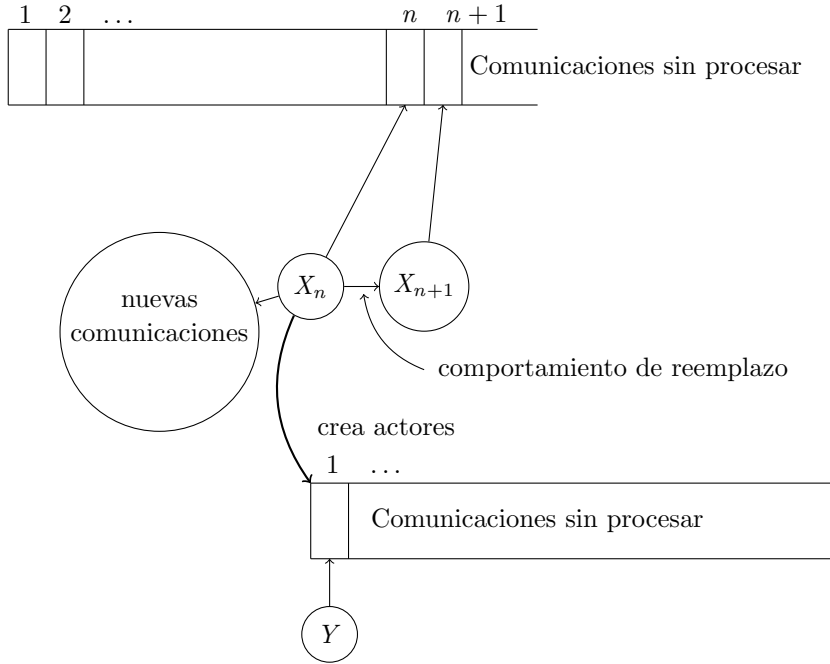 1 2 … n n + 1
Comunicaciones sin procesar
X_n X_{n+1}
nuevas
comunicaciones
comportamiento de reemplazo
crea actores
1 …
Comunicaciones sin procesar
Y